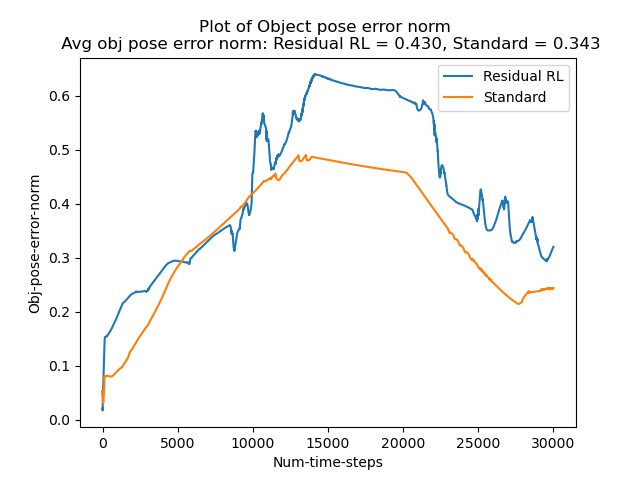 Plot of Object pose error norm
Avg obj pose error norm: Residual RL = 0.430, Standard = 0.343
Residual RL
Standard
0.6
0.5
0.4
0.3
0.2
0.1
0.0
Obj-pose-error-norm
0
5000
10000
15000
20000
25000
30000
Num-time-steps